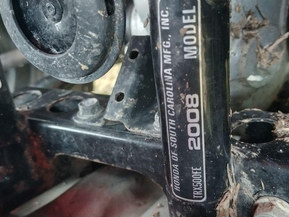 HONDA OF SOUTH CAROLINA MFG., INC.
2008 MODEL
TRX500FE